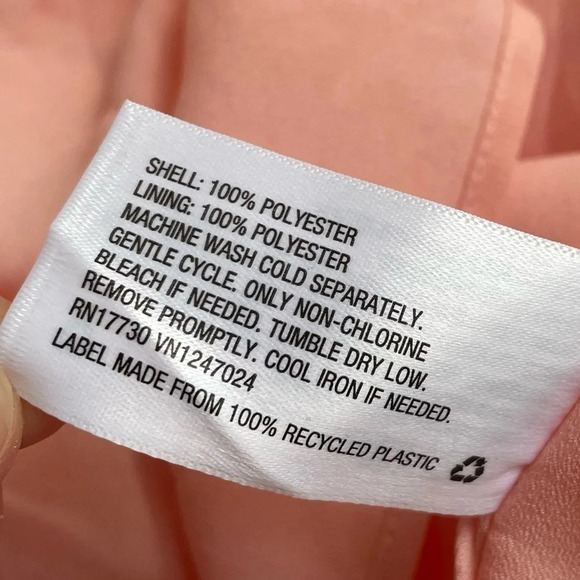 SHELL: 100% POLYESTER
LINING: 100% POLYESTER
MACHINE WASH COLD SEPARATELY.
GENTLE CYCLE. ONLY NON-CHLORINE
BLEACH IF NEEDED. TUMBLE DRY LOW.
REMOVE PROMPTLY. COOL IRON IF NEEDED.
RN17730 VN1247024
LABEL MADE FROM 100% RECYCLED PLASTIC